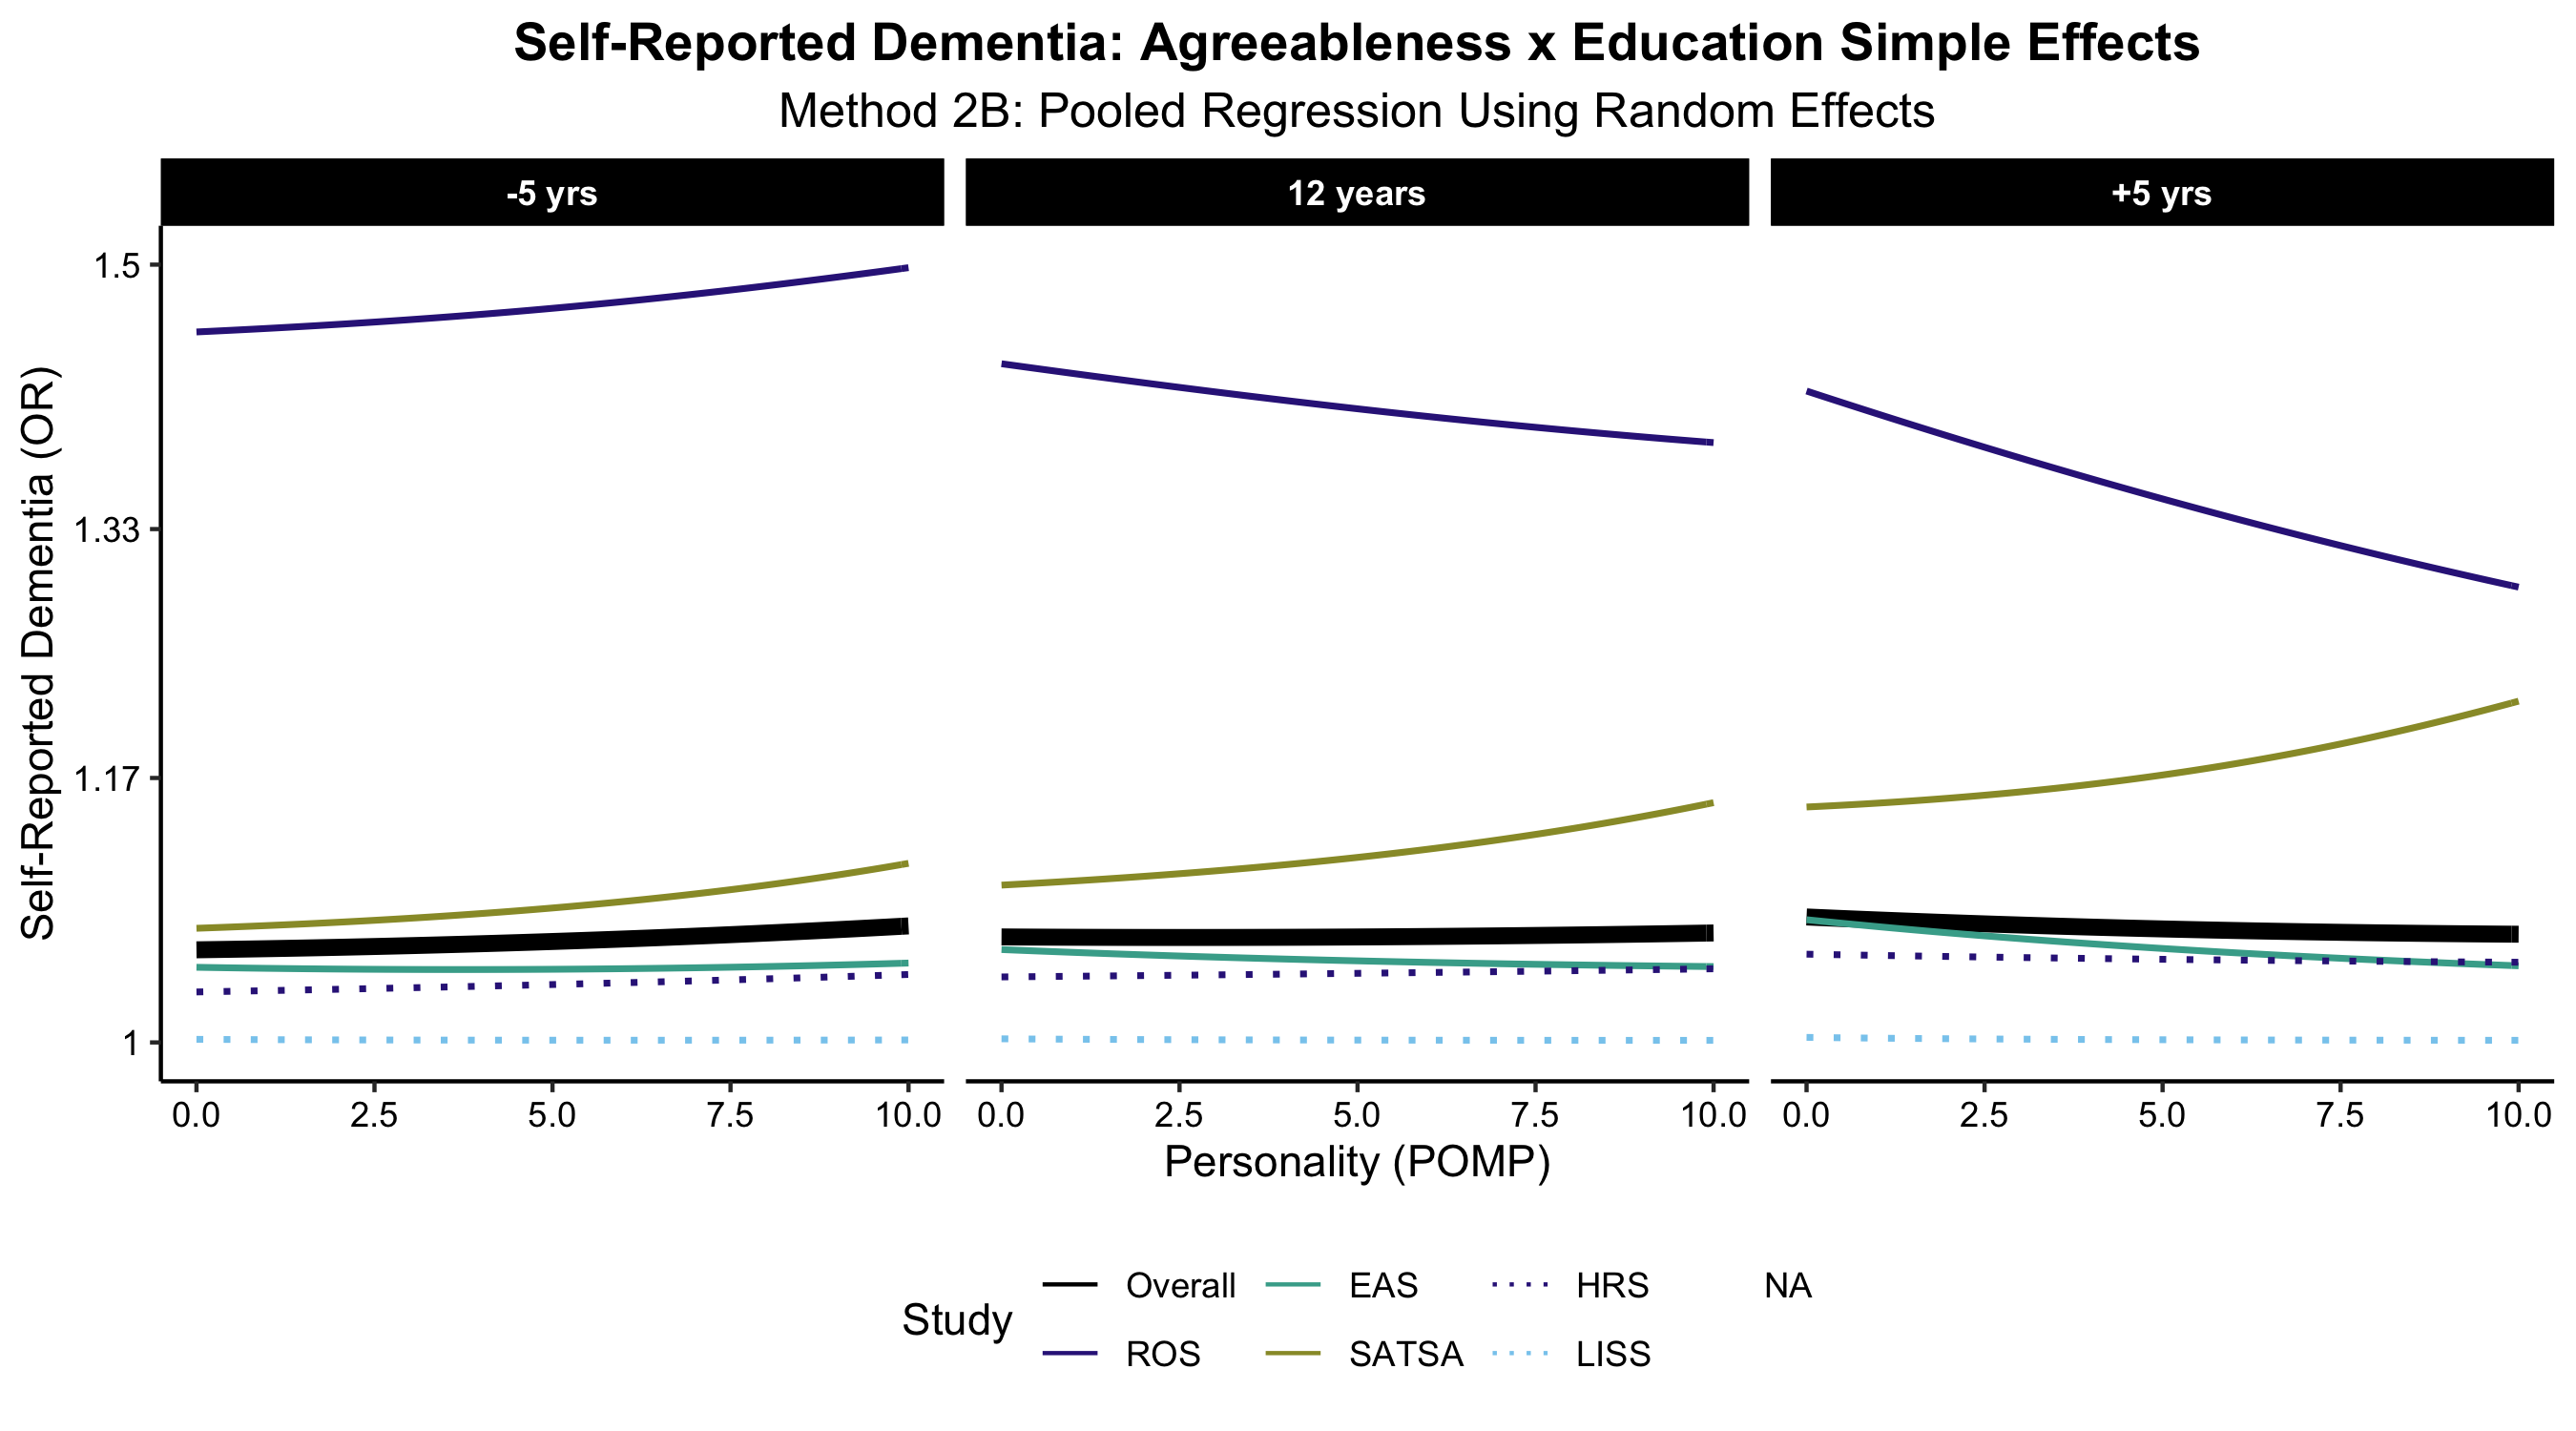 Self-Reported Dementia: Agreeableness x Education Simple Effects
Method 2B: Pooled Regression Using Random Effects
-5 yrs
12 years
+5 yrs
Self-Reported Dementia (OR)
1.5
1.33
1.17
1
0.0 2.5 5.0 7.5 10.0
0.0 2.5 5.0 7.5 10.0
0.0 2.5 5.0 7.5 10.0
Personality (POMP)
Study
Overall EAS HRS NA
ROS SATSA LISS